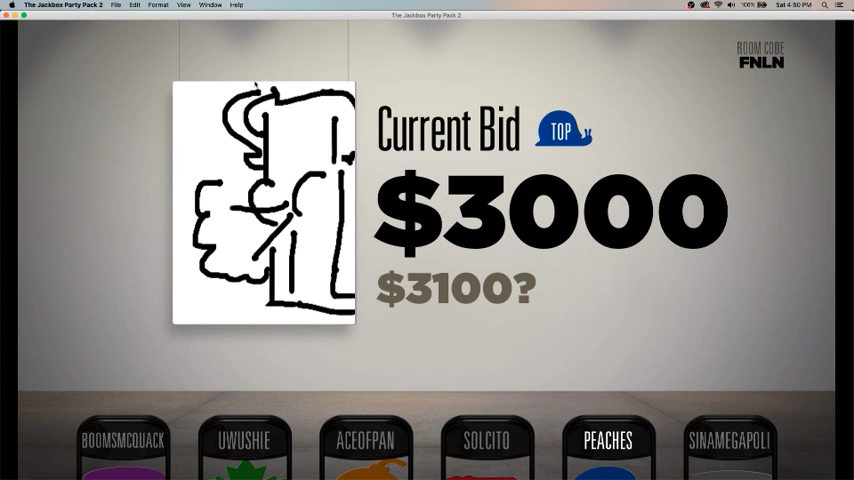 The Jackbox Party Pack 2 File Edit Format View Window Help
100% Sat 4:50 PM
The Jackbox Party Pack 2
ROOM CODE
FNLN
Current Bid TOP
$3000
$3100?
BOOMSMCQUACK UWUSHIE ACEOFPAN SOLCITO PEACHES SINAMEGAPOLI